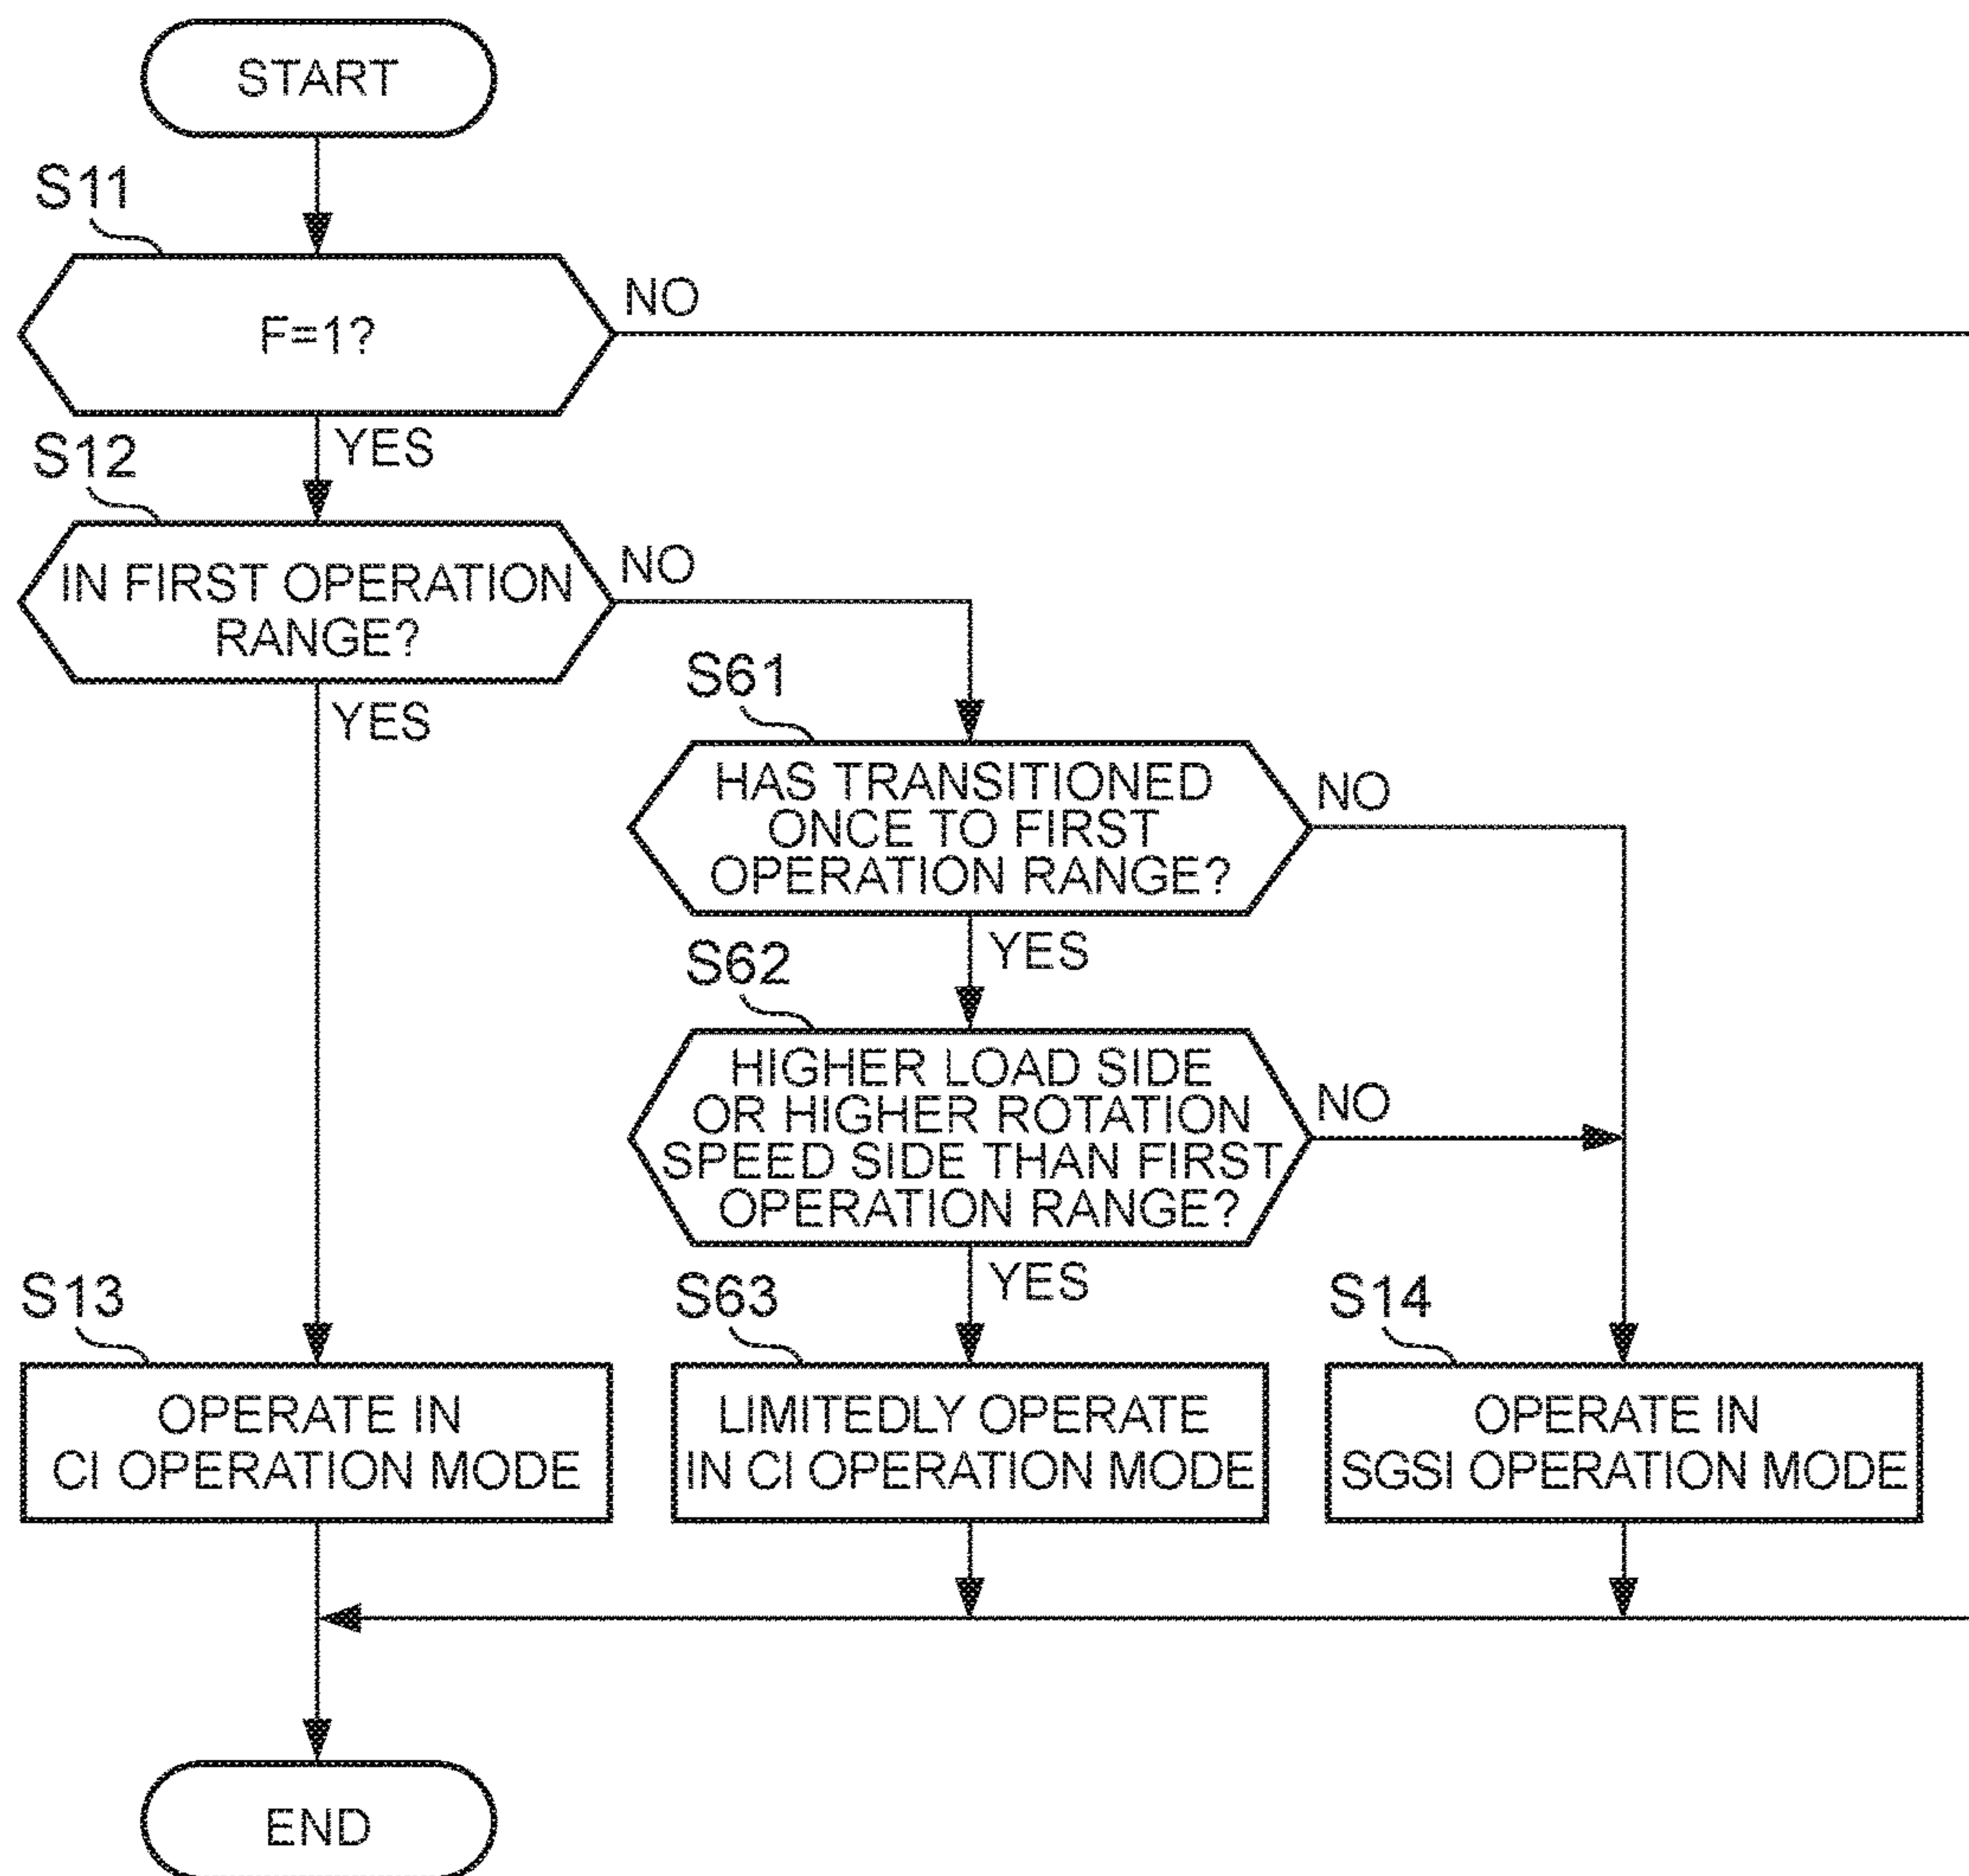 START
S11
F=1?
NO
YES
S12
IN FIRST OPERATION
RANGE?
NO
YES
S61
HAS TRANSITIONED
ONCE TO FIRST
OPERATION RANGE?
NO
YES
S62
HIGHER LOAD SIDE
OR HIGHER ROTATION
SPEED SIDE THAN FIRST
OPERATION RANGE?
NO
YES
S13
OPERATE IN
CI OPERATION MODE
S63
LIMITEDLY OPERATE
IN CI OPERATION MODE
S14
OPERATE IN
SGSI OPERATION MODE
END